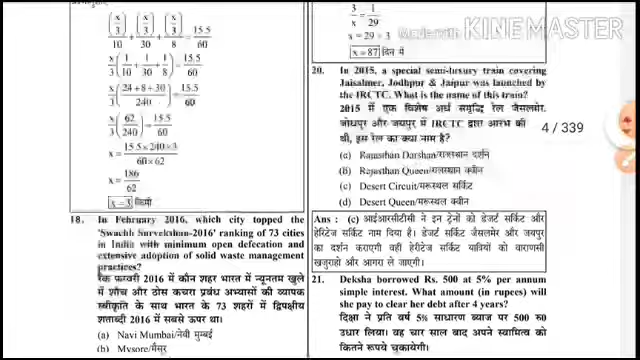 (x/3)/10 + (x/3)/30 + (x/3)/8 = 15.5/60
x/3 (1/10 + 1/30 + 1/8) = 15.5/60
x/3 (24+8+30/240) = 15.5/60
x/3 (62/240) = 15.5/60
x = 15.5×240×3/60×62
x = 186/62
x = 3 किमी
18. In February 2016, which city topped the
'Swachh Survekshan-2016' ranking of 73 cities
in India with minimum open defecation and
extensive adoption of solid waste management
practices?
फरवरी 2016 में कौन शहर भारत में न्यूनतम खुले
में शौच और ठोस कचरा प्रबंध अभ्यासों की व्यापक
स्वीकृति के साथ भारत के 73 शहरों में द्विपक्षीय
शताब्दी 2016 में सबसे ऊपर था।
(a) Navi Mumbai/नेवी मुम्बई
(b) Mysore/मैसूर
3/x = 1/29
x = 29 × 3
x = 87 दिन में
Made with KINEMASTER
20. In 2015, a special semi-luxury train covering
Jaisalmer, Jodhpur & Jaipur was launched by
the IRCTC. What is the name of this train?
2015 में एक विशेष अर्ध समृद्धि रेल जैसलमेर,
जोधपुर और जयपुर में IRCTC द्वारा आरंभ की
थी, इस रेल का क्या नाम है?
4 / 339
(a) Rajasthan Darshan/राजस्थान दर्शन
(b) Rajasthan Queen/राजस्थान क्वीन
(c) Desert Circuit/मरूस्थल सर्किट
(d) Desert Queen/मरूस्थल क्वीन
Ans : (c) आईआरसीटीसी ने इन ट्रेनों को डेजर्ट सर्किट और
हेरिटेज सर्किट नाम दिया है। डेजर्ट सर्किट जैसलमेर और जयपुर
का दर्शन कराएगी वहीं हेरीटेज सर्किट यात्रियों को वाराणसी
खजुराहो और आगरा ले जाएगी।
21. Deksha borrowed Rs. 500 at 5% per annum
simple interest. What amount (in rupees) will
she pay to clear her debt after 4 years?
दिक्षा ने प्रति वर्ष 5% साधारण ब्याज पर 500 रु0
उधार लिया। वह चार साल बाद अपने स्वामित्व को
कितने रूपये चुकायेगी।